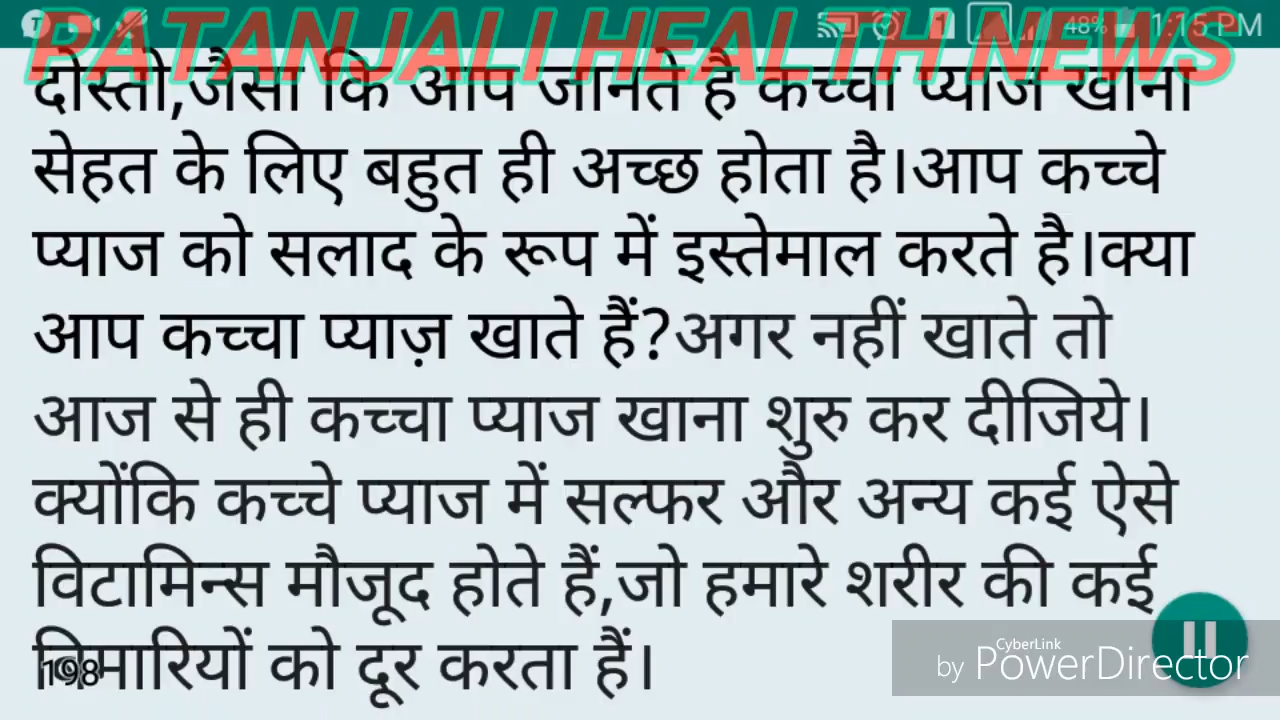 PATANJALI HEALTH NEWS
48% 1:15 PM
दोस्तो,जैसा कि आप जानते है कच्चा प्याज खाना
सेहत के लिए बहुत ही अच्छ होता है।आप कच्चे
प्याज को सलाद के रूप में इस्तेमाल करते है।क्या
आप कच्चा प्याज़ खाते हैं?अगर नहीं खाते तो
आज से ही कच्चा प्याज खाना शुरु कर दीजिये।
क्योंकि कच्चे प्याज में सल्फर और अन्य कई ऐसे
विटामिन्स मौजूद होते हैं,जो हमारे शरीर की कई
बिमारियों को दूर करता हैं।
198
CyberLink
by PowerDirector